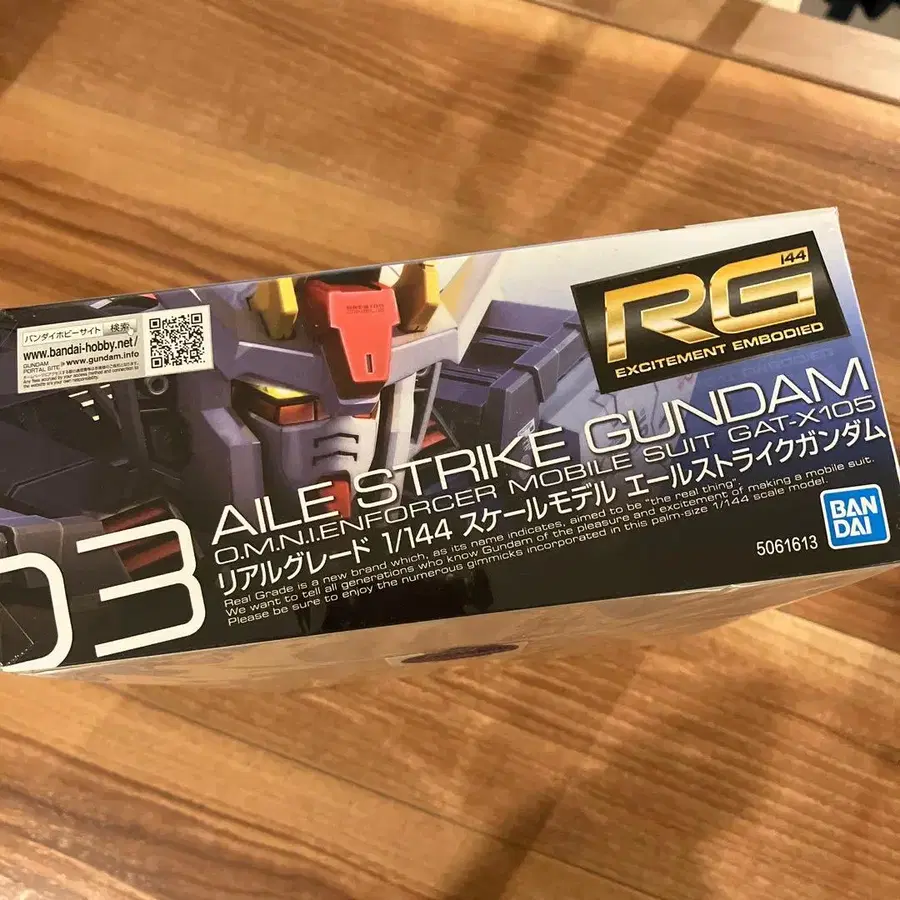 バンダイホビーサイト 検索
www.bandai-hobby.net/
GUNDAM PORTAL SITE www.gundam.info
144
RG
EXCITEMENT EMBODIED
03
AILE STRIKE GUNDAM
O.M.N.I.ENFORCER MOBILE SUIT GAT-X105
リアルグレード 1/144 スケールモデル エールストライクガンダム
Real Grade is a new brand which, as its name indicates, aimed to be "the real thing".
We want to tell all generations who know Gundam of the pleasure and excitement of making a mobile suit.
Please be sure to enjoy the numerous gimmicks incorporated in this palm-size 1/144 scale model.
5061613
BAN
DAI